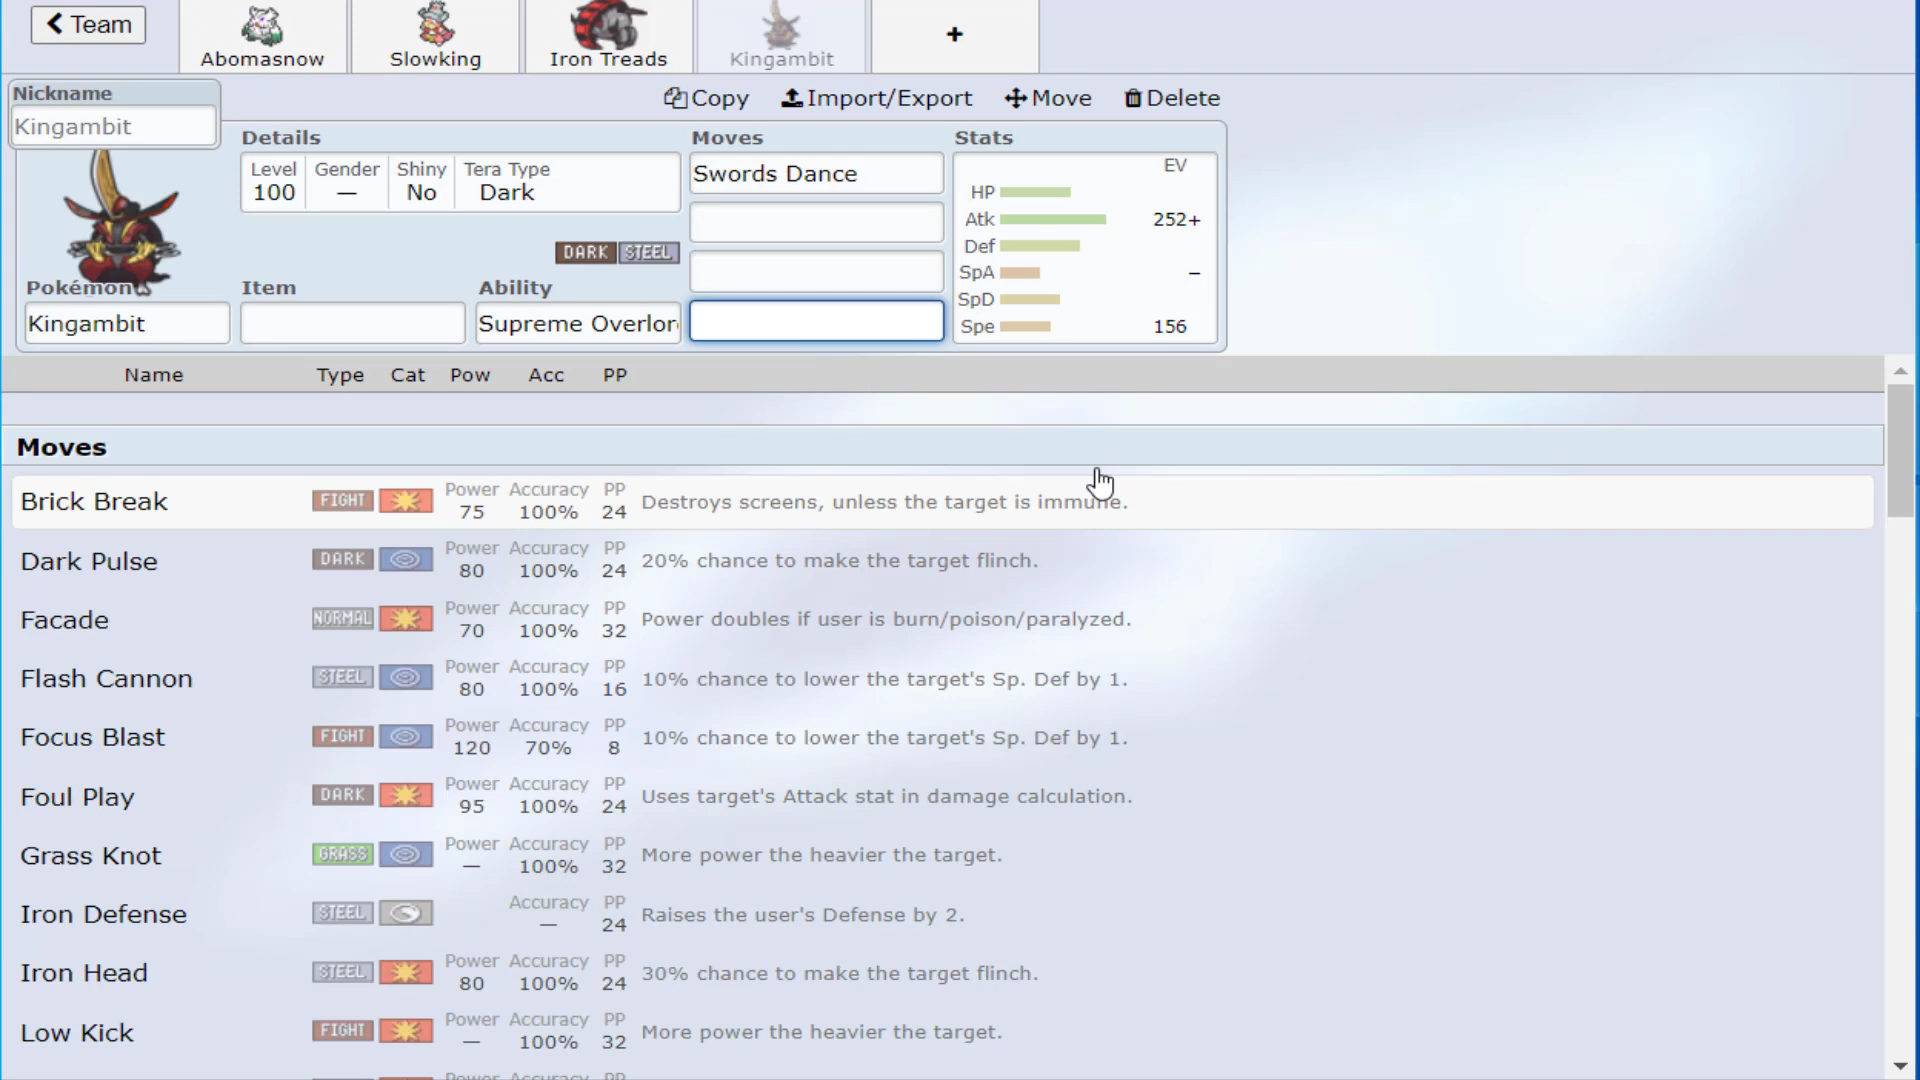 Team
Abomasnow
Slowking
Iron Treads
Kingambit
+
Nickname
Kingambit
Copy
Import/Export
Move
Delete
Details
Level Gender Shiny Tera Type
100 — No Dark
DARK STEEL
Pokémon
Kingambit
Item
Ability
Supreme Overlor
Moves
Swords Dance
Stats
EV
HP
Atk 252+
Def
SpA –
SpD
Spe 156
Name Type Cat Pow Acc PP
Moves
Brick Break FIGHT Power 75 Accuracy 100% PP 24 Destroys screens, unless the target is immune.
Dark Pulse DARK Power 80 Accuracy 100% PP 24 20% chance to make the target flinch.
Facade NORMAL Power 70 Accuracy 100% PP 32 Power doubles if user is burn/poison/paralyzed.
Flash Cannon STEEL Power 80 Accuracy 100% PP 16 10% chance to lower the target's Sp. Def by 1.
Focus Blast FIGHT Power 120 Accuracy 70% PP 8 10% chance to lower the target's Sp. Def by 1.
Foul Play DARK Power 95 Accuracy 100% PP 24 Uses target's Attack stat in damage calculation.
Grass Knot GRASS Power — Accuracy 100% PP 32 More power the heavier the target.
Iron Defense STEEL Accuracy — PP 24 Raises the user's Defense by 2.
Iron Head STEEL Power 80 Accuracy 100% PP 24 30% chance to make the target flinch.
Low Kick FIGHT Power — Accuracy 100% PP 32 More power the heavier the target.
Power Accuracy PP